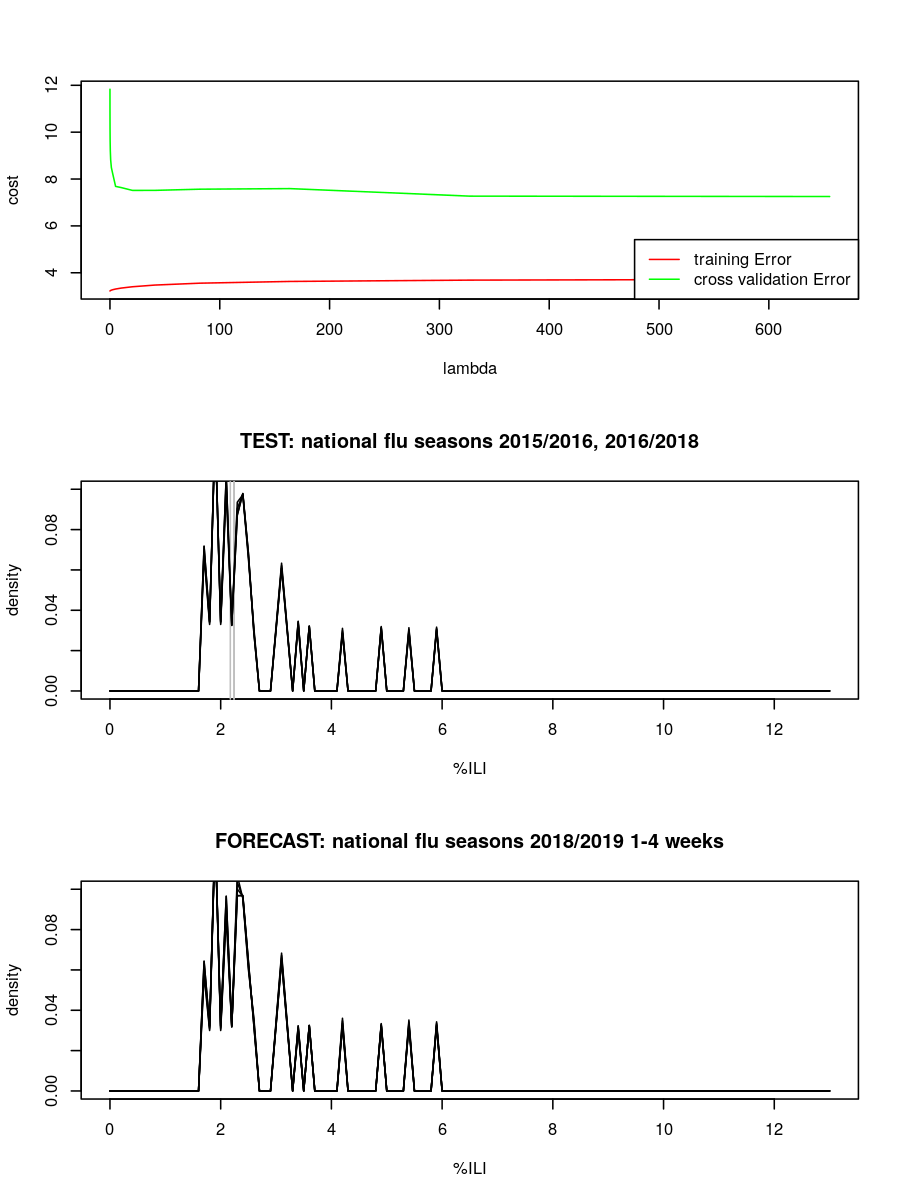 12
10
8
6
4
cost
training Error
cross validation Error
0 100 200 300 400 500 600
lambda
TEST: national flu seasons 2015/2016, 2016/2018
0.08
0.04
0.00
density
0 2 4 6 8 10 12
%ILI
FORECAST: national flu seasons 2018/2019 1-4 weeks
0.08
0.04
0.00
density
0 2 4 6 8 10 12
%ILI